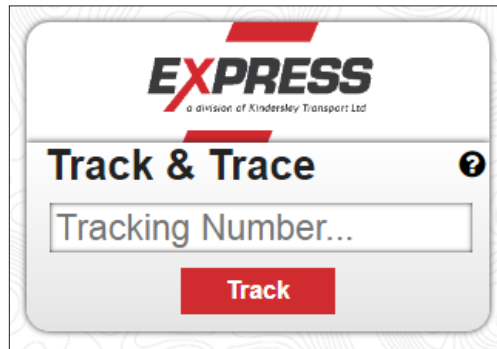 EXPRESS
a division of Kindersley Transport Ltd
Track & Trace ?
Tracking Number...
Track